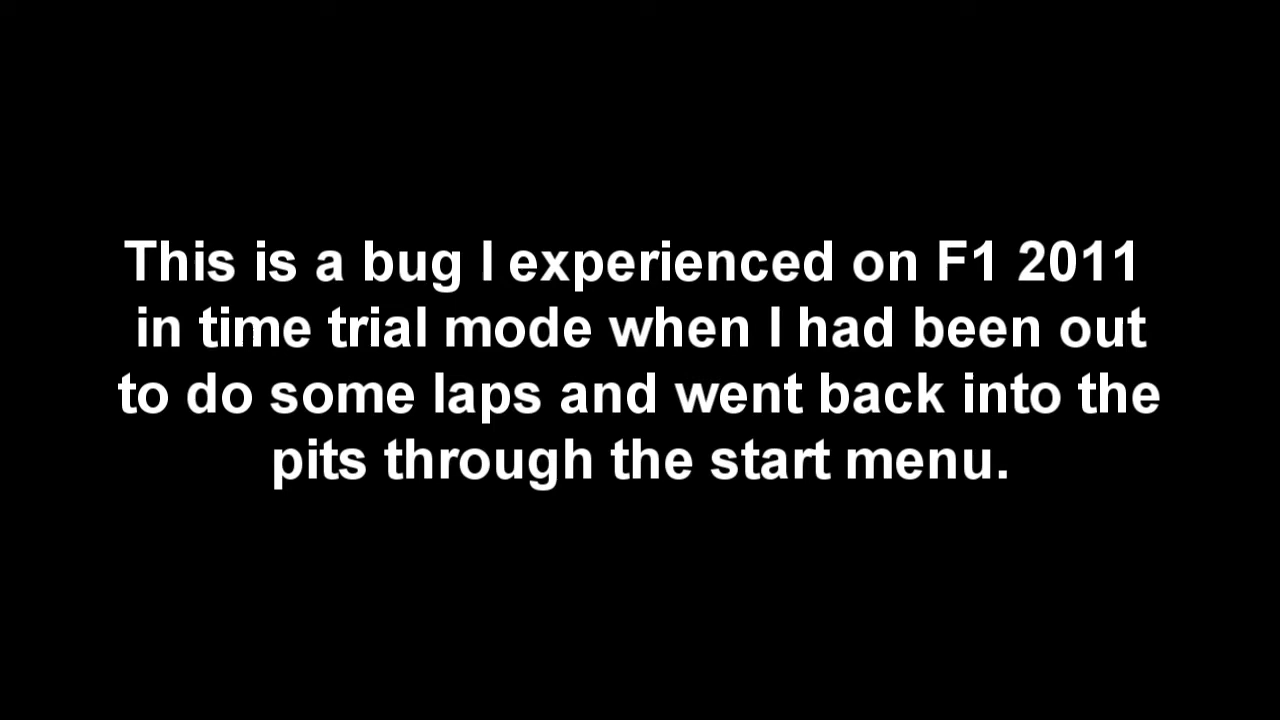 This is a bug I experienced on F1 2011
in time trial mode when I had been out
to do some laps and went back into the
pits through the start menu.